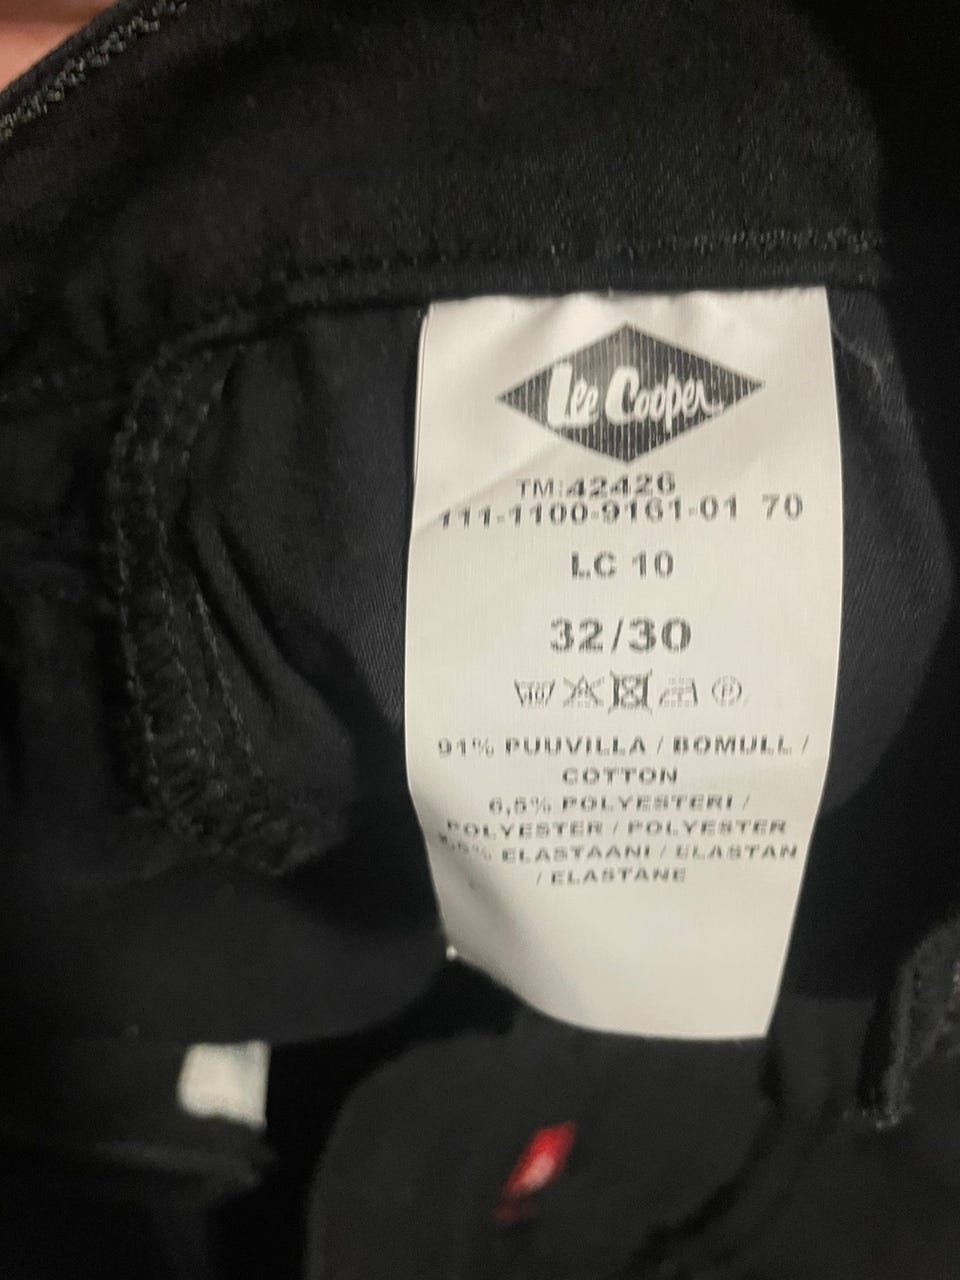 Lee Cooper
TM:42426
111-1100-9161-01 70
LC 10
32/30
40 P
91% PUUVILLA / BOMULL /
COTTON
6,5% POLYESTERI /
POLYESTER / POLYESTER
% ELASTAANI / ELASTAN
/ ELASTANE